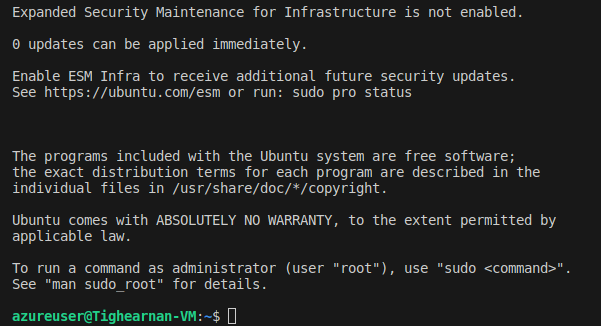 Expanded Security Maintenance for Infrastructure is not enabled.
0 updates can be applied immediately.
Enable ESM Infra to receive additional future security updates.
See https://ubuntu.com/esm or run: sudo pro status
The programs included with the Ubuntu system are free software;
the exact distribution terms for each program are described in the
individual files in /usr/share/doc/*/copyright.
Ubuntu comes with ABSOLUTELY NO WARRANTY, to the extent permitted by
applicable law.
To run a command as administrator (user "root"), use "sudo <command>".
See "man sudo_root" for details.
azureuser@Tighearnan-VM:~$